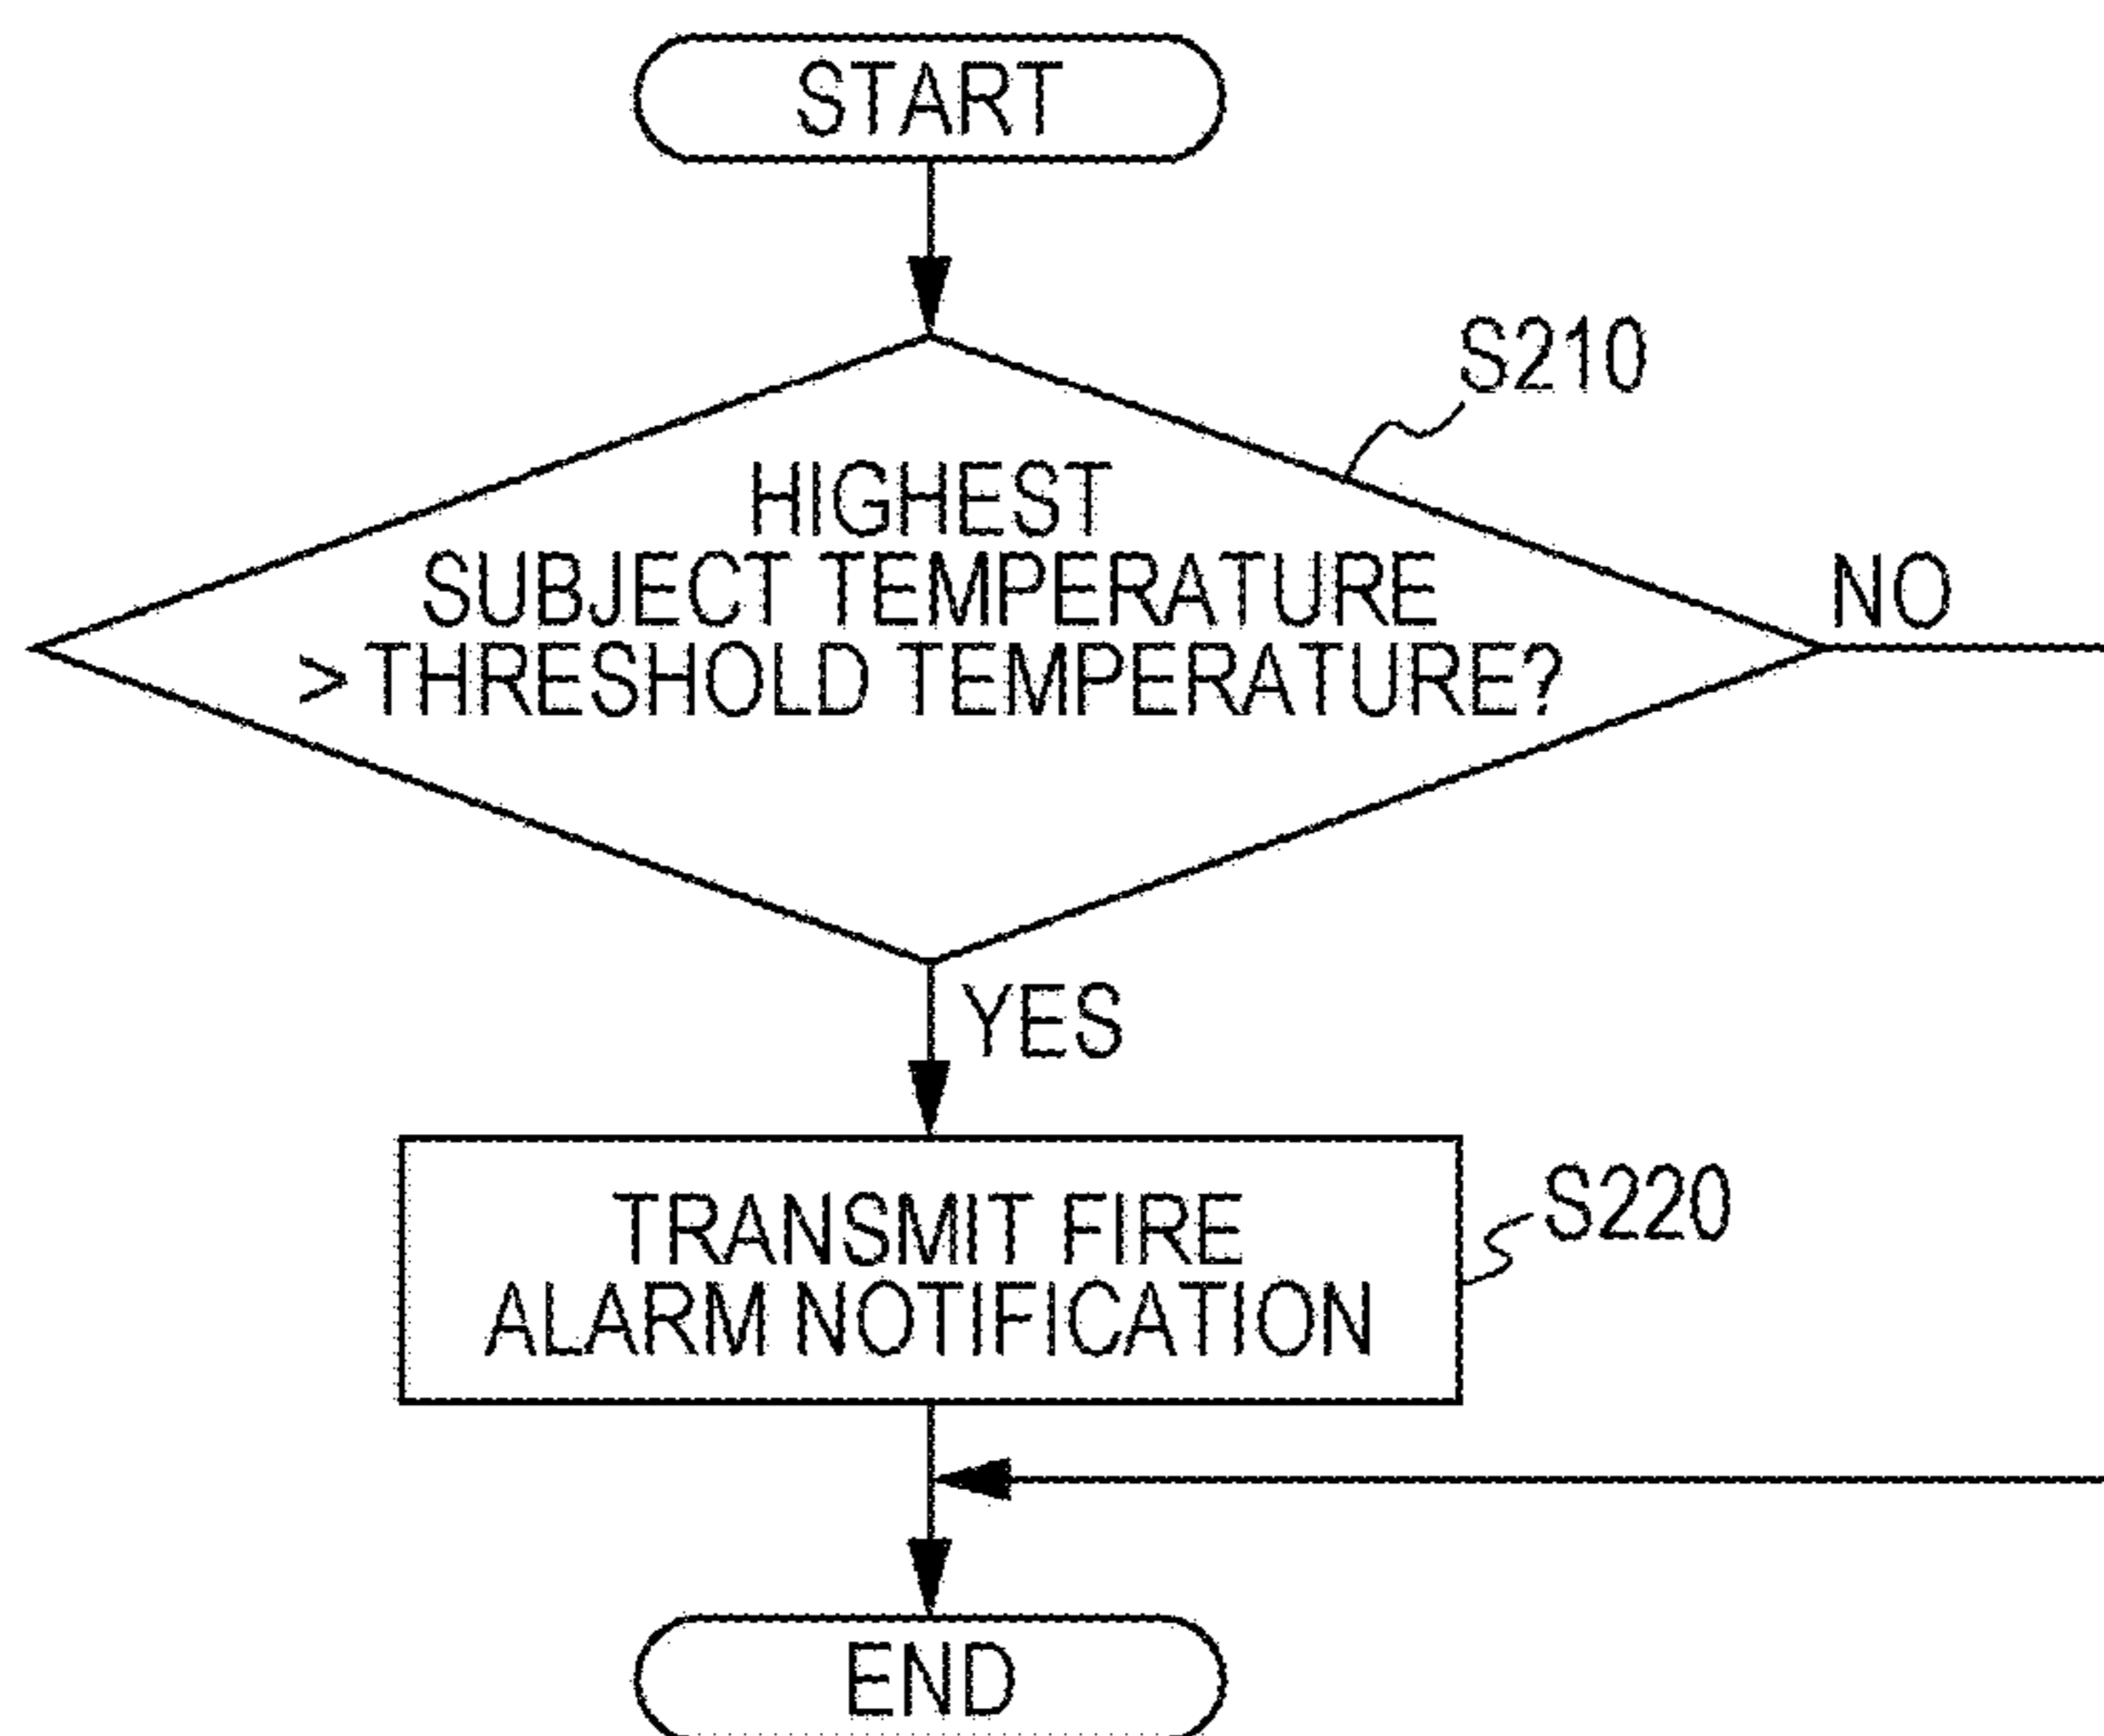 START
S210
HIGHEST
SUBJECT TEMPERATURE
> THRESHOLD TEMPERATURE?
NO
YES
TRANSMIT FIRE
ALARM NOTIFICATION
S220
END